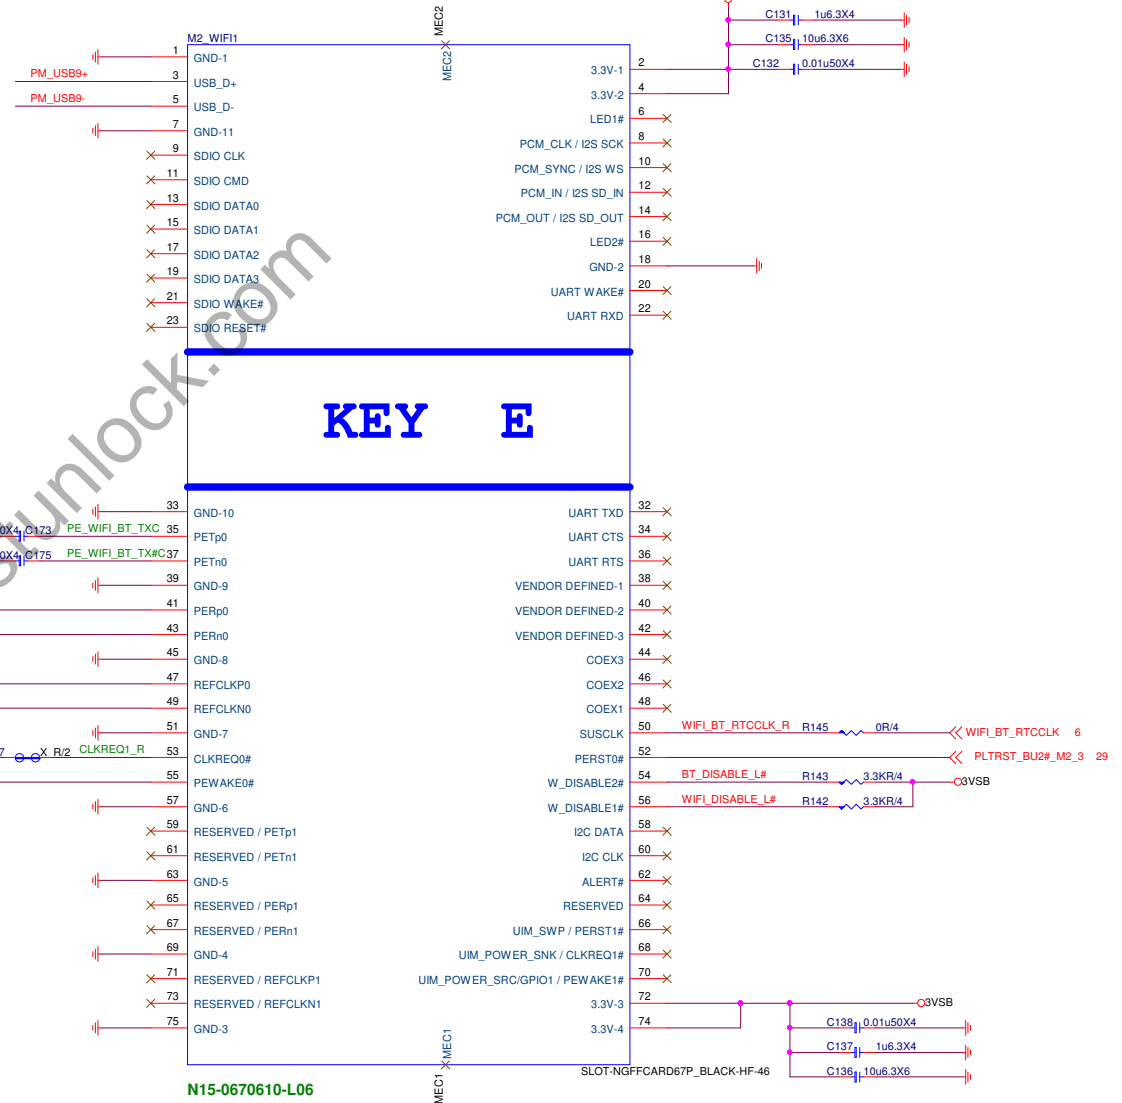 MEC2
C131 1u6.3X4
C135 10u6.3X6
C132 0.01u50X4
M2_WIFI1
MEC2
1 GND-1
PM_USB9+ 3 USB_D+
PM_USB9- 5 USB_D-
7 GND-11
9 SDIO CLK
11 SDIO CMD
13 SDIO DATA0
15 SDIO DATA1
17 SDIO DATA2
19 SDIO DATA3
21 SDIO WAKE#
23 SDIO RESET#
3.3V-1 2
3.3V-2 4
LED1# 6
PCM_CLK / I2S SCK 8
PCM_SYNC / I2S WS 10
PCM_IN / I2S SD_IN 12
PCM_OUT / I2S SD_OUT 14
LED2# 16
GND-2 18
UART WAKE# 20
UART RXD 22
KEY E
33 GND-10
0X4 C173 PE_WIFI_BT_TXC 35 PETp0
0X4 C175 PE_WIFI_BT_TX#C 37 PETn0
39 GND-9
41 PERp0
43 PERn0
45 GND-8
47 REFCLKP0
49 REFCLKN0
51 GND-7
7 X_R/2 CLKREQ1_R 53 CLKREQ0#
55 PEWAKE0#
57 GND-6
59 RESERVED / PETp1
61 RESERVED / PETn1
63 GND-5
65 RESERVED / PERp1
67 RESERVED / PERn1
69 GND-4
71 RESERVED / REFCLKP1
73 RESERVED / REFCLKN1
75 GND-3
UART TXD 32
UART CTS 34
UART RTS 36
VENDOR DEFINED-1 38
VENDOR DEFINED-2 40
VENDOR DEFINED-3 42
COEX3 44
COEX2 46
COEX1 48
SUSCLK 50 WIFI_BT_RTCCLK_R R145 0R/4 WIFI_BT_RTCCLK 6
PERST0# 52 PLTRST_BU2#_M2_3 29
W_DISABLE2# 54 BT_DISABLE_L# R143 3.3KR/4 3VSB
W_DISABLE1# 56 WIFI_DISABLE_L# R142 3.3KR/4
I2C DATA 58
I2C CLK 60
ALERT# 62
RESERVED 64
UIM_SWP / PERST1# 66
UIM_POWER_SNK / CLKREQ1# 68
UIM_POWER_SRC/GPIO1 / PEWAKE1# 70
3.3V-3 72 3VSB
3.3V-4 74
C138 0.01u50X4
C137 1u6.3X4
C136 10u6.3X6
MEC1
MEC1
SLOT-NGFFCARD67P_BLACK-HF-46
N15-0670610-L06
stunlock.com